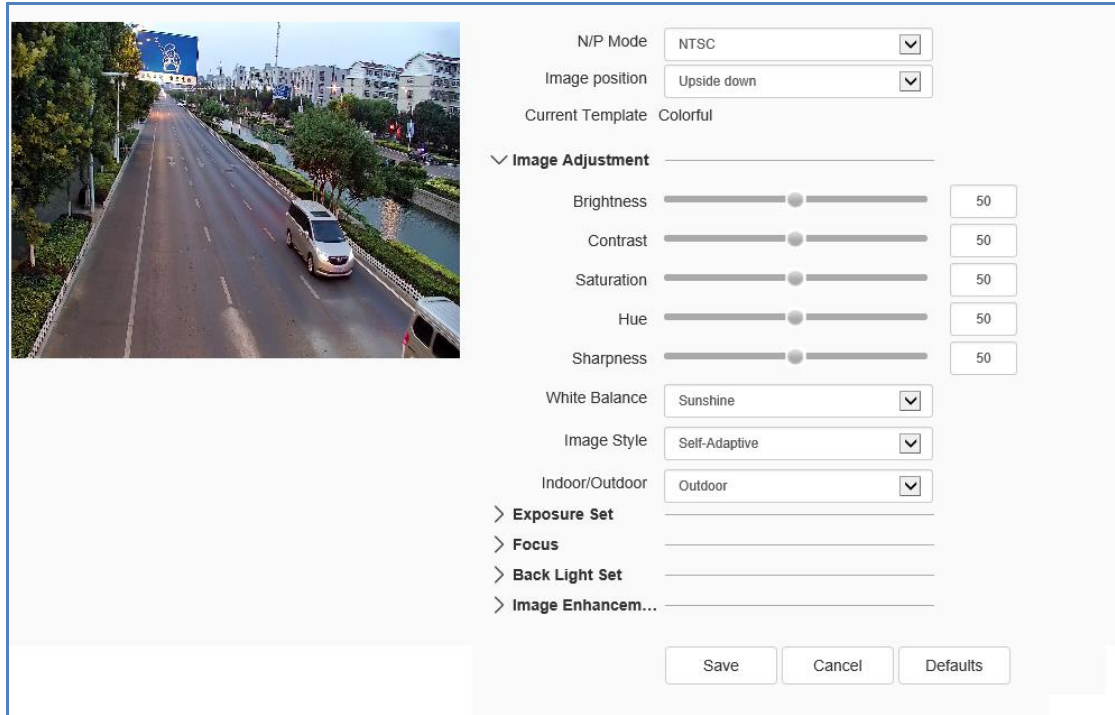 N/P Mode NTSC
Image position Upside down
Current Template Colorful
Image Adjustment
Brightness 50
Contrast 50
Saturation 50
Hue 50
Sharpness 50
White Balance Sunshine
Image Style Self-Adaptive
Indoor/Outdoor Outdoor
Exposure Set
Focus
Back Light Set
Image Enhancem...
Save Cancel Defaults